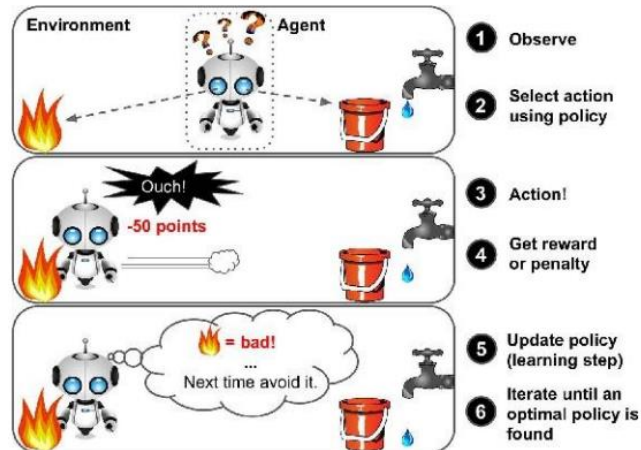 Environment
Agent
? ? ?
1 Observe
2 Select action
using policy
Ouch!
-50 points
3 Action!
4 Get reward
or penalty
= bad!
...
Next time avoid it.
5 Update policy
(learning step)
6 Iterate until an
optimal policy is
found